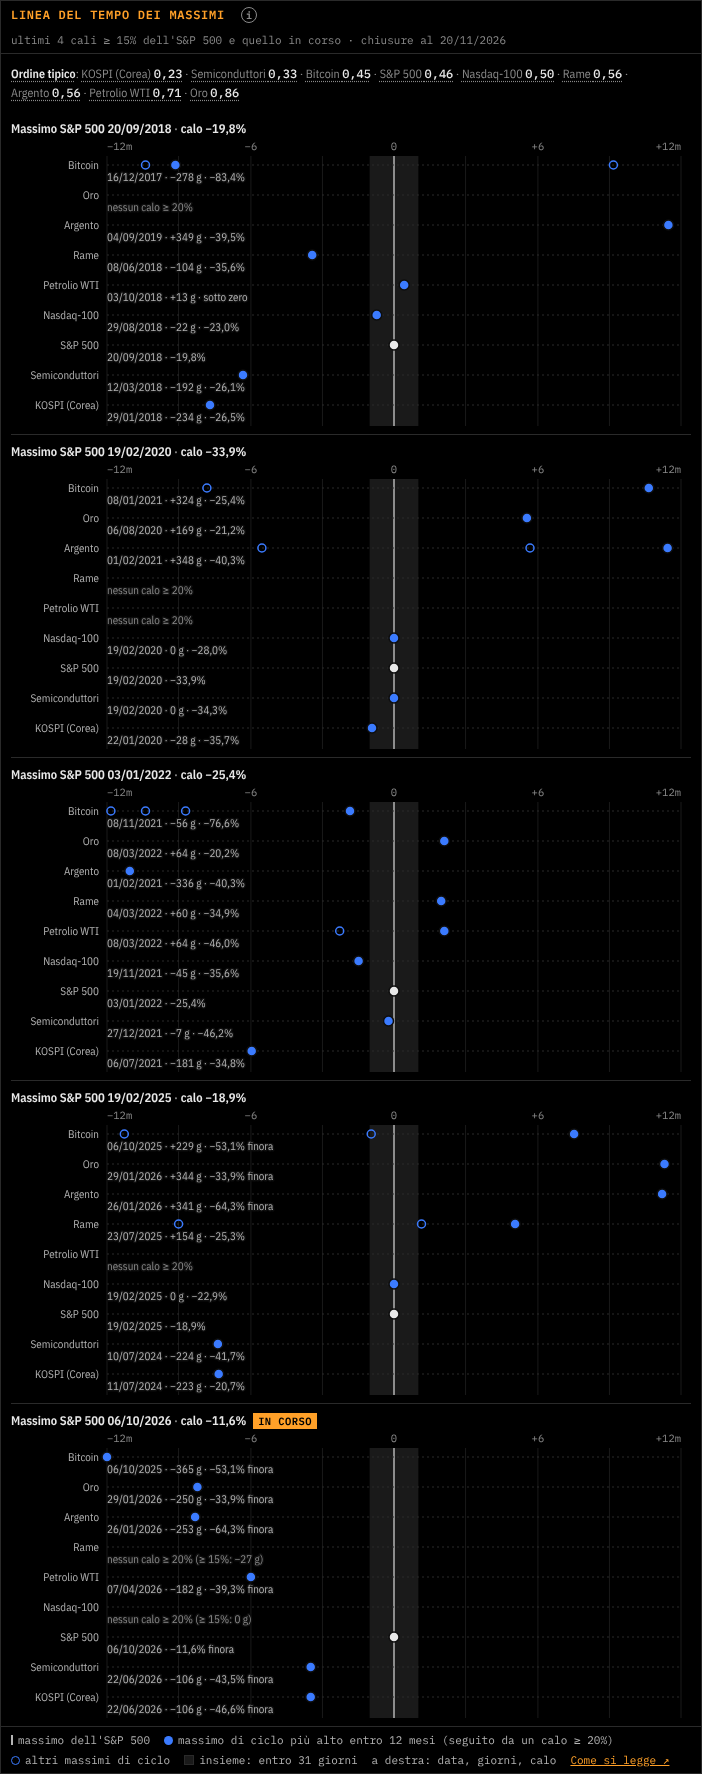 LINEA DEL TEMPO DEI MASSIMI i
ultimi 4 cali ≥ 15% dell'S&P 500 e quello in corso · chiusure al 20/11/2026
Ordine tipico: KOSPI (Corea) 0,23 · Semiconduttori 0,33 · Bitcoin 0,45 · S&P 500 0,46 · Nasdaq-100 0,50 · Rame 0,56 ·
Argento 0,56 · Petrolio WTI 0,71 · Oro 0,86
Massimo S&P 500 20/09/2018 · calo −19,8%
−12m −6 0 +6 +12m
Bitcoin
16/12/2017 · −278 g · −83,4%
Oro
nessun calo ≥ 20%
Argento
04/09/2019 · +349 g · −39,5%
Rame
08/06/2018 · −104 g · −35,6%
Petrolio WTI
03/10/2018 · +13 g · sotto zero
Nasdaq-100
29/08/2018 · −22 g · −23,0%
S&P 500
20/09/2018 · −19,8%
Semiconduttori
12/03/2018 · −192 g · −26,1%
KOSPI (Corea)
29/01/2018 · −234 g · −26,5%
Massimo S&P 500 19/02/2020 · calo −33,9%
−12m −6 0 +6 +12m
Bitcoin
08/01/2021 · +324 g · −25,4%
Oro
06/08/2020 · +169 g · −21,2%
Argento
01/02/2021 · +348 g · −40,3%
Rame
nessun calo ≥ 20%
Petrolio WTI
nessun calo ≥ 20%
Nasdaq-100
19/02/2020 · 0 g · −28,0%
S&P 500
19/02/2020 · −33,9%
Semiconduttori
19/02/2020 · 0 g · −34,3%
KOSPI (Corea)
22/01/2020 · −28 g · −35,7%
Massimo S&P 500 03/01/2022 · calo −25,4%
−12m −6 0 +6 +12m
Bitcoin
08/11/2021 · −56 g · −76,6%
Oro
08/03/2022 · +64 g · −20,2%
Argento
01/02/2021 · −336 g · −40,3%
Rame
04/03/2022 · +60 g · −34,9%
Petrolio WTI
08/03/2022 · +64 g · −46,0%
Nasdaq-100
19/11/2021 · −45 g · −35,6%
S&P 500
03/01/2022 · −25,4%
Semiconduttori
27/12/2021 · −7 g · −46,2%
KOSPI (Corea)
06/07/2021 · −181 g · −34,8%
Massimo S&P 500 19/02/2025 · calo −18,9%
−12m −6 0 +6 +12m
Bitcoin
06/10/2025 · +229 g · −53,1% finora
Oro
29/01/2026 · +344 g · −33,9% finora
Argento
26/01/2026 · +341 g · −64,3% finora
Rame
23/07/2025 · +154 g · −25,3%
Petrolio WTI
nessun calo ≥ 20%
Nasdaq-100
19/02/2025 · 0 g · −22,9%
S&P 500
19/02/2025 · −18,9%
Semiconduttori
10/07/2024 · −224 g · −41,7%
KOSPI (Corea)
11/07/2024 · −223 g · −20,7%
Massimo S&P 500 06/10/2026 · calo −11,6% IN CORSO
−12m −6 0 +6 +12m
Bitcoin
06/10/2025 · −365 g · −53,1% finora
Oro
29/01/2026 · −250 g · −33,9% finora
Argento
26/01/2026 · −253 g · −64,3% finora
Rame
nessun calo ≥ 20% (≥ 15%: −27 g)
Petrolio WTI
07/04/2026 · −182 g · −39,3% finora
Nasdaq-100
nessun calo ≥ 20% (≥ 15%: 0 g)
S&P 500
06/10/2026 · −11,6% finora
Semiconduttori
22/06/2026 · −106 g · −43,5% finora
KOSPI (Corea)
22/06/2026 · −106 g · −46,6% finora
massimo dell'S&P 500 massimo di ciclo più alto entro 12 mesi (seguito da un calo ≥ 20%)
altri massimi di ciclo insieme: entro 31 giorni a destra: data, giorni, calo Come si legge ↗